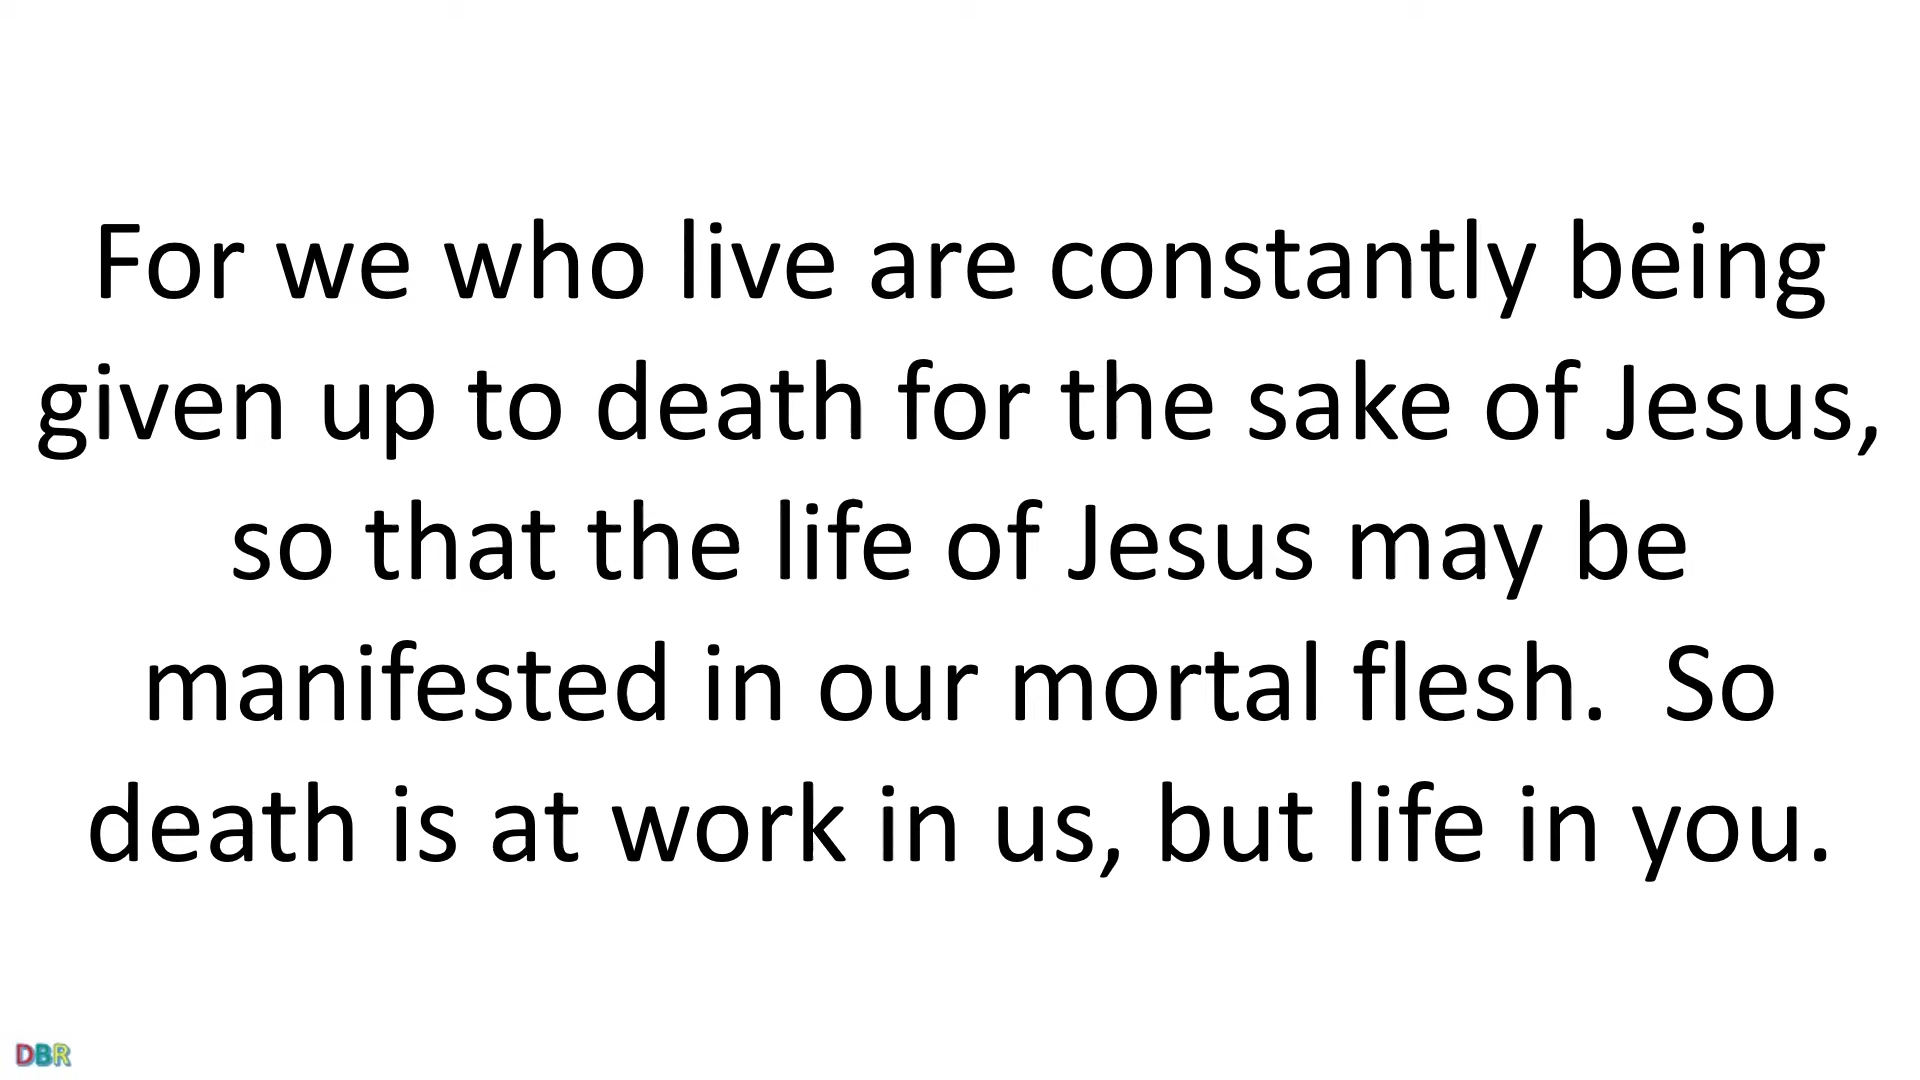 For we who live are constantly being
given up to death for the sake of Jesus,
so that the life of Jesus may be
manifested in our mortal flesh.  So
death is at work in us, but life in you.
DBR